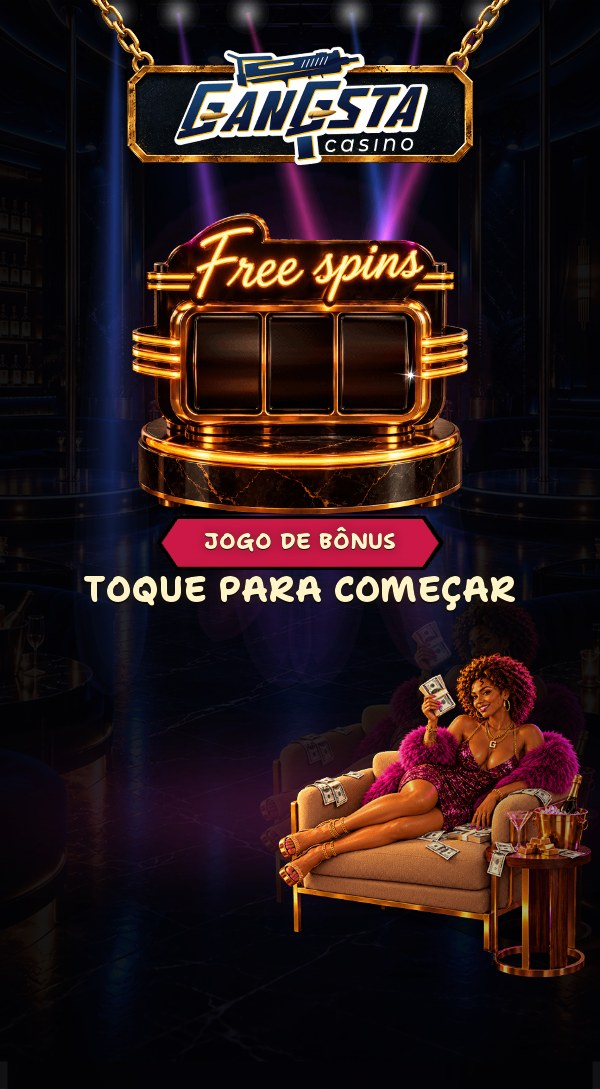 GANGSTA
casino
Free spins
JOGO DE BÔNUS
TOQUE PARA COMEÇAR